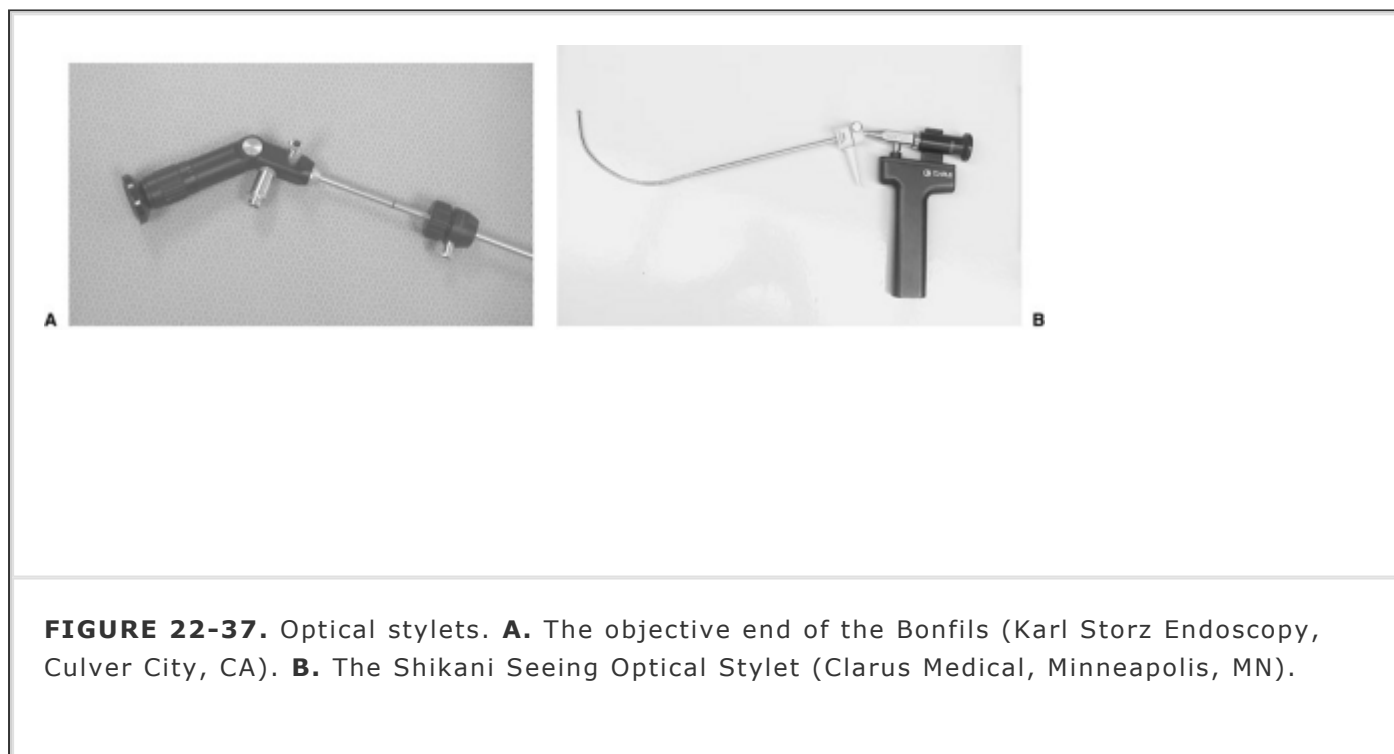 A
B
Clarus
FIGURE 22-37. Optical stylets. A. The objective end of the Bonfils (Karl Storz Endoscopy,
Culver City, CA). B. The Shikani Seeing Optical Stylet (Clarus Medical, Minneapolis, MN).